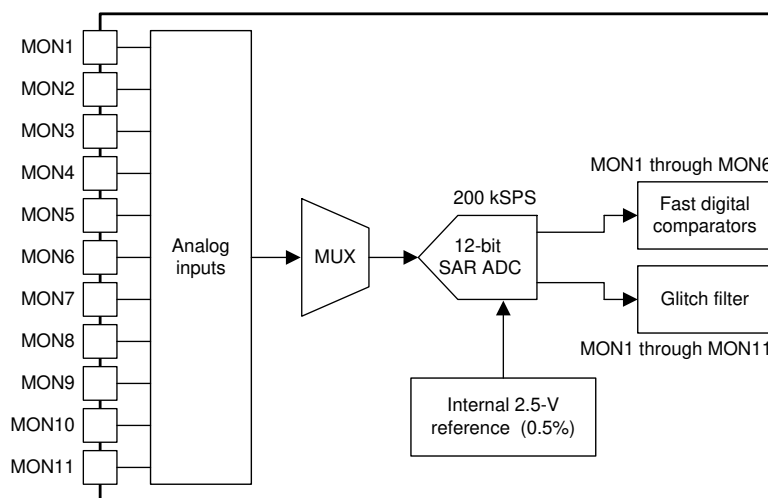 MON1
MON2
MON3
MON4
MON5
MON6
MON7
MON8
MON9
MON10
MON11
Analog
inputs
MUX
200 kSPS
12-bit
SAR ADC
Internal 2.5-V
reference (0.5%)
MON1 through MON6
Fast digital
comparators
Glitch filter
MON1 through MON11